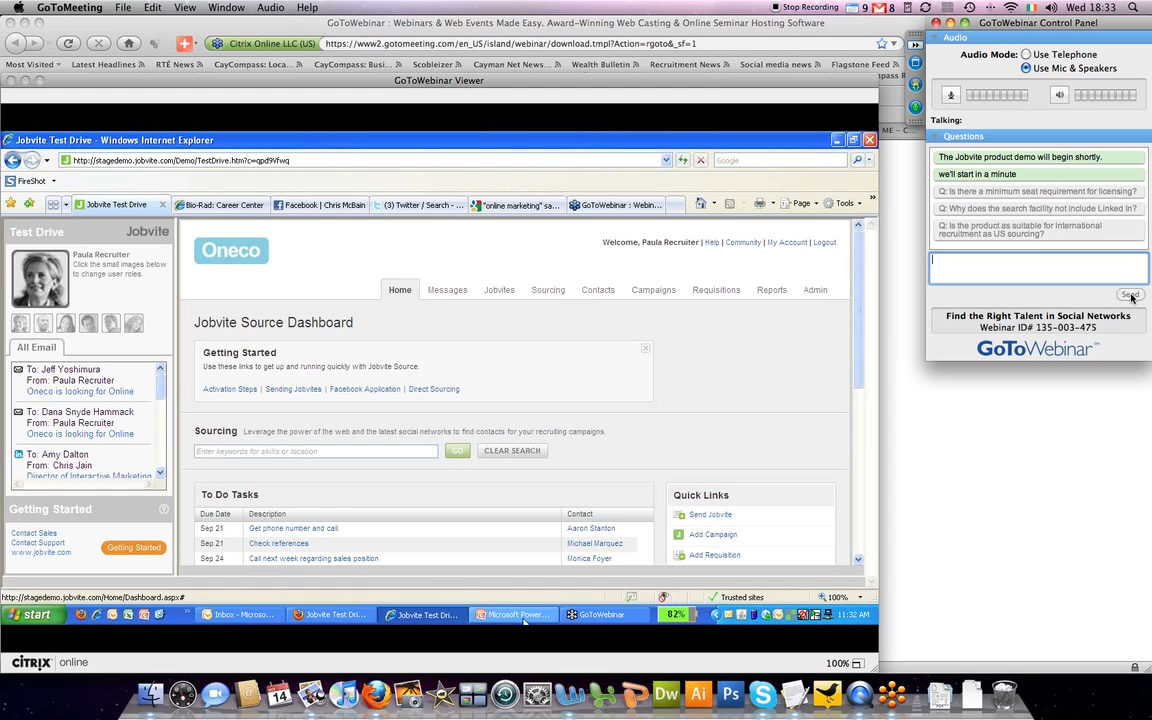 GoToMeeting File Edit View Window Audio Help
Stop Recording 9 8 Wed 18:33
GoToWebinar : Webinars & Web Events Made Easy. Award-Winning Web Casting & Online Seminar Hosting Software
Citrix Online LLC (US) https://www2.gotomeeting.com/en_US/island/webinar/download.tmpl?Action=rgoto&_sf=1
Most Visited Latest Headlines RTÉ News CayCompass: Loca... CayCompass: Busi... Scobleizer Cayman Net News... Wealth Bulletin Recruitment News Social media news Flagstone Feed
GoToWebinar Viewer
Jobvite Test Drive - Windows Internet Explorer
http://stagedemo.jobvite.com/Demo/TestDrive.htm?c=qpd9Vfwq
Google
FireShot
Jobvite Test Drive
Bio-Rad: Career Center
Facebook | Chris McBain
(3) Twitter / Search - ...
"online marketing" sa...
GoToWebinar : Webin...
Page Tools
Test Drive Jobvite
Paula Recruiter
Click the small images below
to change user roles.
All Email
To: Jeff Yoshimura
From: Paula Recruiter
Oneco is looking for Online
To: Dana Snyde Hammack
From: Paula Recruiter
Oneco is looking for Online
To: Amy Dalton
From: Chris Jain
Director of Interactive Marketing
Getting Started
Contact Sales
Contact Support
www.jobvite.com
Getting Started
Oneco
Welcome, Paula Recruiter | Help | Community | My Account | Logout
Home Messages Jobvites Sourcing Contacts Campaigns Requisitions Reports Admin
Jobvite Source Dashboard
Getting Started
Use these links to get up and running quickly with Jobvite Source.
Activation Steps | Sending Jobvites | Facebook Application | Direct Sourcing
Sourcing Leverage the power of the web and the latest social networks to find contacts for your recruiting campaigns.
Enter keywords for skills or location
GO
CLEAR SEARCH
To Do Tasks
Due Date Description Contact
Sep 21 Get phone number and call. Aaron Stanton
Sep 21 Check references Michael Marquez
Sep 24 Call next week regarding sales position Monica Foyer
Quick Links
Send Jobvite
Add Campaign
Add Requisition
http://stagedemo.jobvite.com/Home/Dashboard.aspx#
Trusted sites 100%
start
Inbox - Microso...
Jobvite Test Dri...
Jobvite Test Dri...
Microsoft Power...
GoToWebinar
82%
11:32 AM
CITRIX online
100%
GoToWebinar Control Panel
Audio
Audio Mode: Use Telephone
Use Mic & Speakers
Talking:
Questions
The Jobvite product demo will begin shortly.
we'll start in a minute
Q: Is there a minimum seat requirement for licensing?
Q: Why does the search facility not include Linked In?
Q: Is the product as suitable for international
recruitment as US sourcing?
Send
Find the Right Talent in Social Networks
Webinar ID# 135-003-475
GoToWebinar™
14
Dw
Ai
Ps